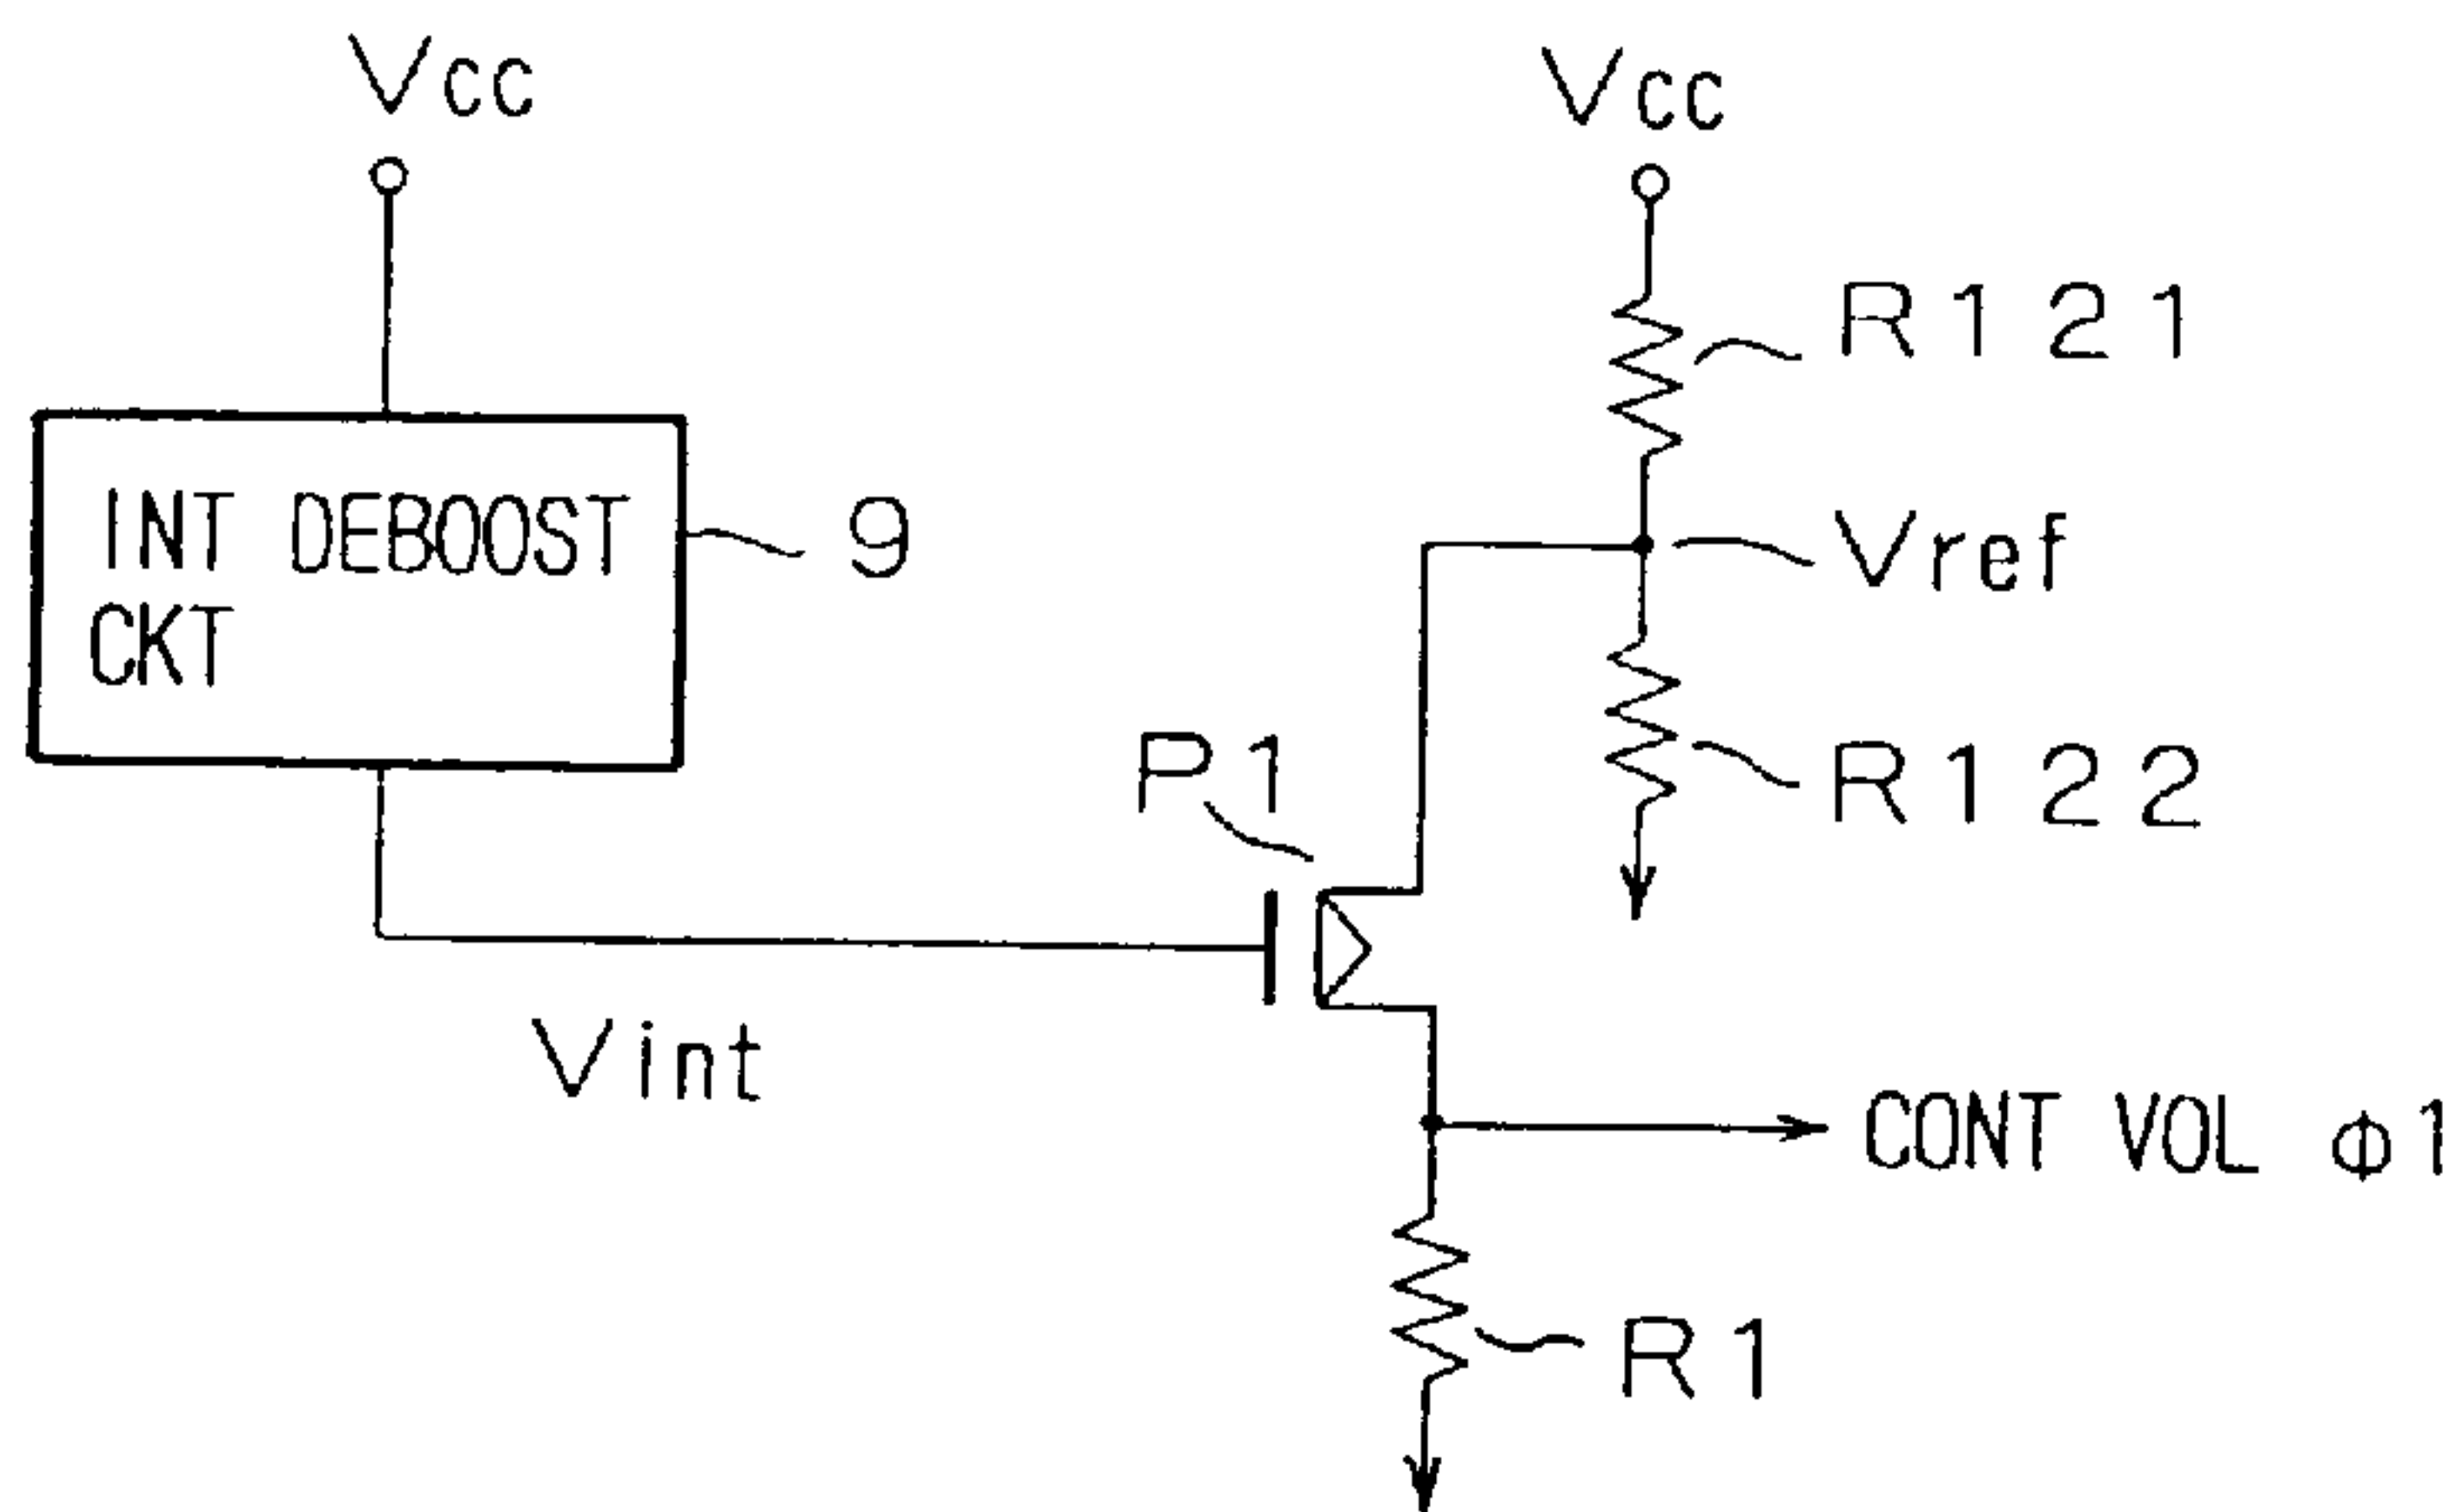 Vcc
Vcc
R121
INT DEBOOST
CKT
9
Vref
P1
R122
Vint
CONT VOL ϕ1
R1